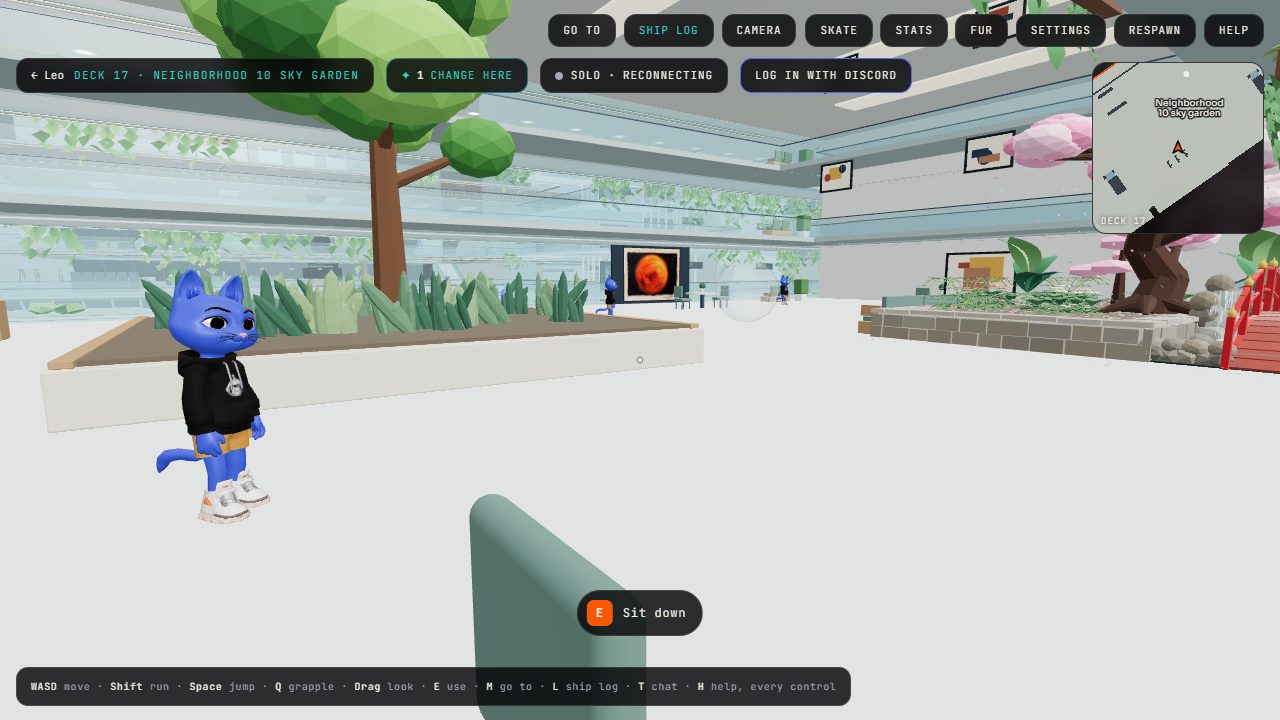 GO TO
SHIP LOG
CAMERA
SKATE
STATS
FUR
SETTINGS
RESPAWN
HELP
← Leo DECK 17 · NEIGHBORHOOD 10 SKY GARDEN
✦ 1 CHANGE HERE
SOLO · RECONNECTING
LOG IN WITH DISCORD
Neighborhood
10 sky garden
DECK 17
E Sit down
WASD move · Shift run · Space jump · Q grapple · Drag look · E use · M go to · L ship log · T chat · H help, every control